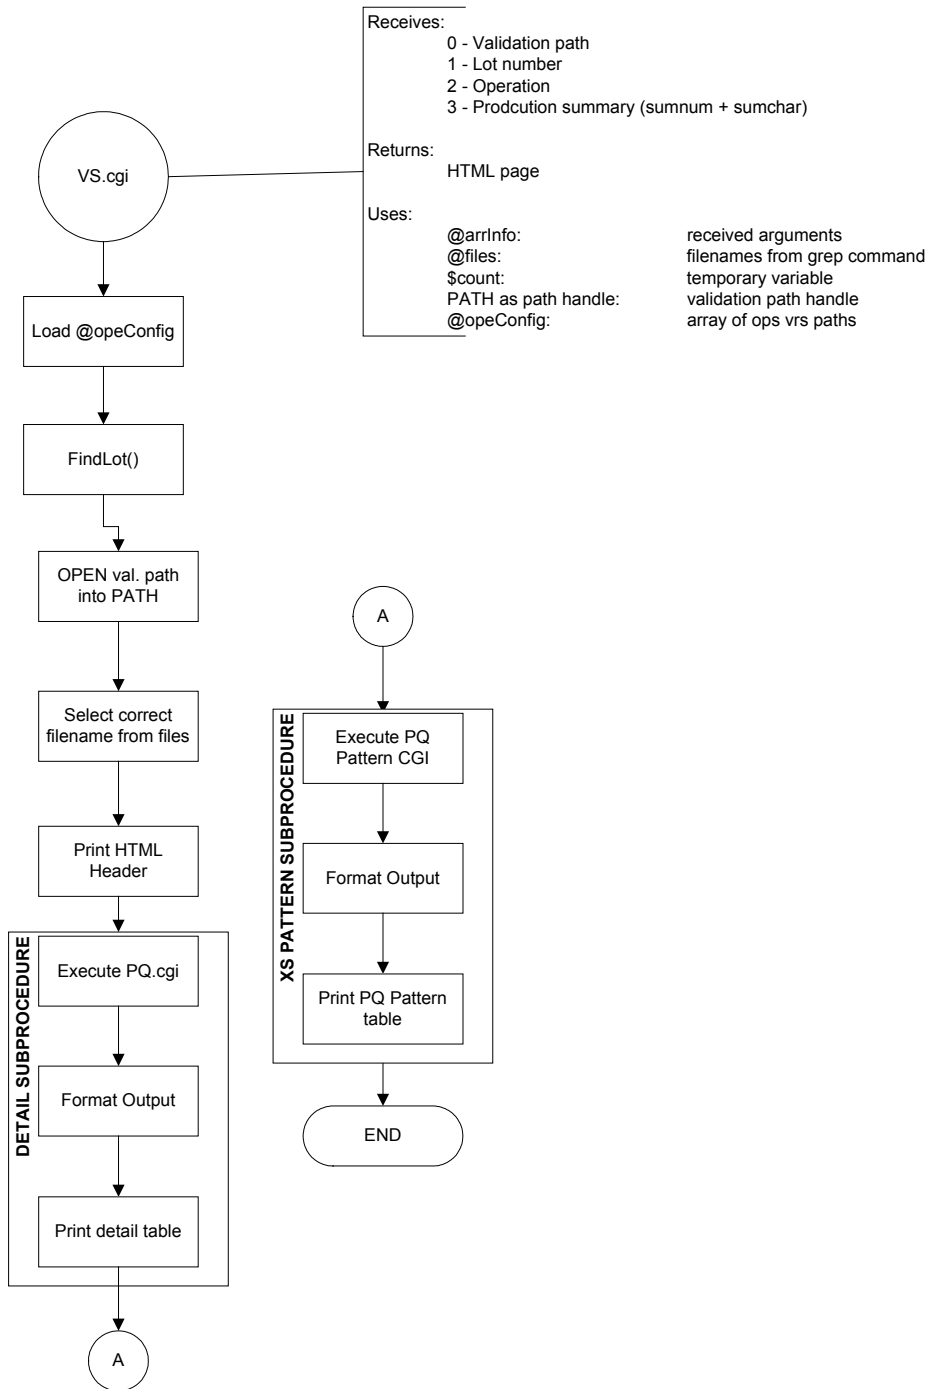 Receives:
0 - Validation path
1 - Lot number
2 - Operation
3 - Prodcution summary (sumnum + sumchar)
Returns:
HTML page
Uses:
@arrInfo: received arguments
@files: filenames from grep command
$count: temporary variable
PATH as path handle: validation path handle
@opeConfig: array of ops vrs paths
VS.cgi
Load @opeConfig
FindLot()
OPEN val. path
into PATH
Select correct
filename from files
Print HTML
Header
DETAIL SUBPROCEDURE
Execute PQ.cgi
Format Output
Print detail table
A
A
XS PATTERN SUBPROCEDURE
Execute PQ
Pattern CGI
Format Output
Print PQ Pattern
table
END